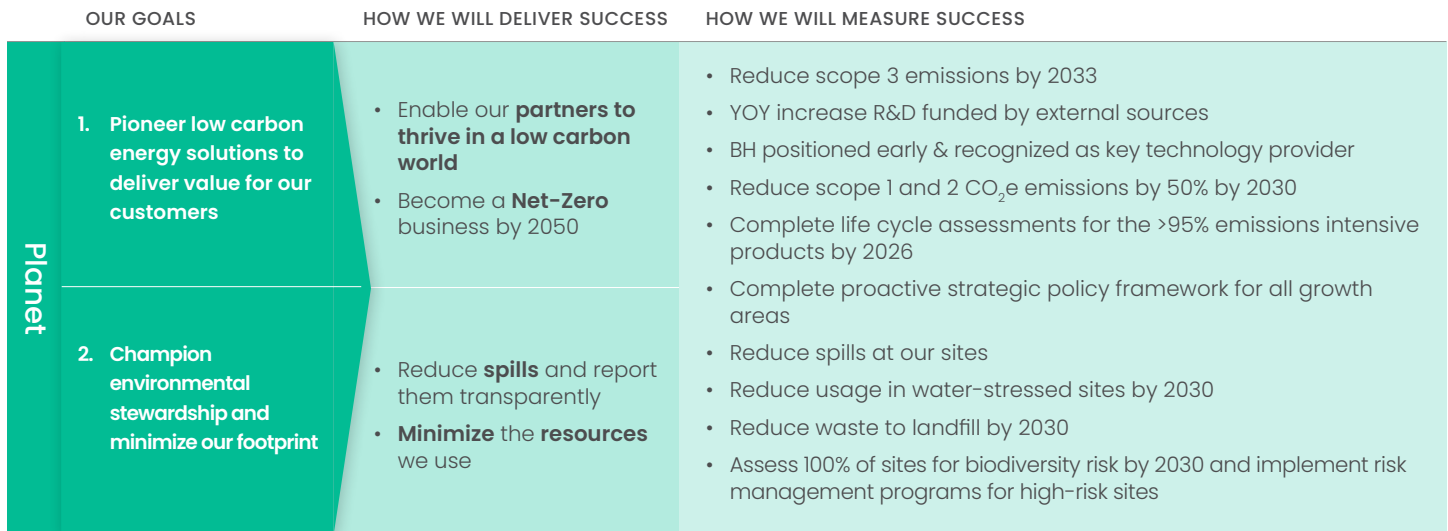 OUR GOALS
HOW WE WILL DELIVER SUCCESS
HOW WE WILL MEASURE SUCCESS
Planet
1. Pioneer low carbon
energy solutions to
deliver value for our
customers
• Enable our partners to
thrive in a low carbon
world
• Become a Net-Zero
business by 2050
2. Champion
environmental
stewardship and
minimize our footprint
• Reduce spills and report
them transparently
• Minimize the resources
we use
• Reduce scope 3 emissions by 2033
• YOY increase R&D funded by external sources
• BH positioned early & recognized as key technology provider
• Reduce scope 1 and 2 CO₂e emissions by 50% by 2030
• Complete life cycle assessments for the >95% emissions intensive
products by 2026
• Complete proactive strategic policy framework for all growth
areas
• Reduce spills at our sites
• Reduce usage in water-stressed sites by 2030
• Reduce waste to landfill by 2030
• Assess 100% of sites for biodiversity risk by 2030 and implement risk
management programs for high-risk sites